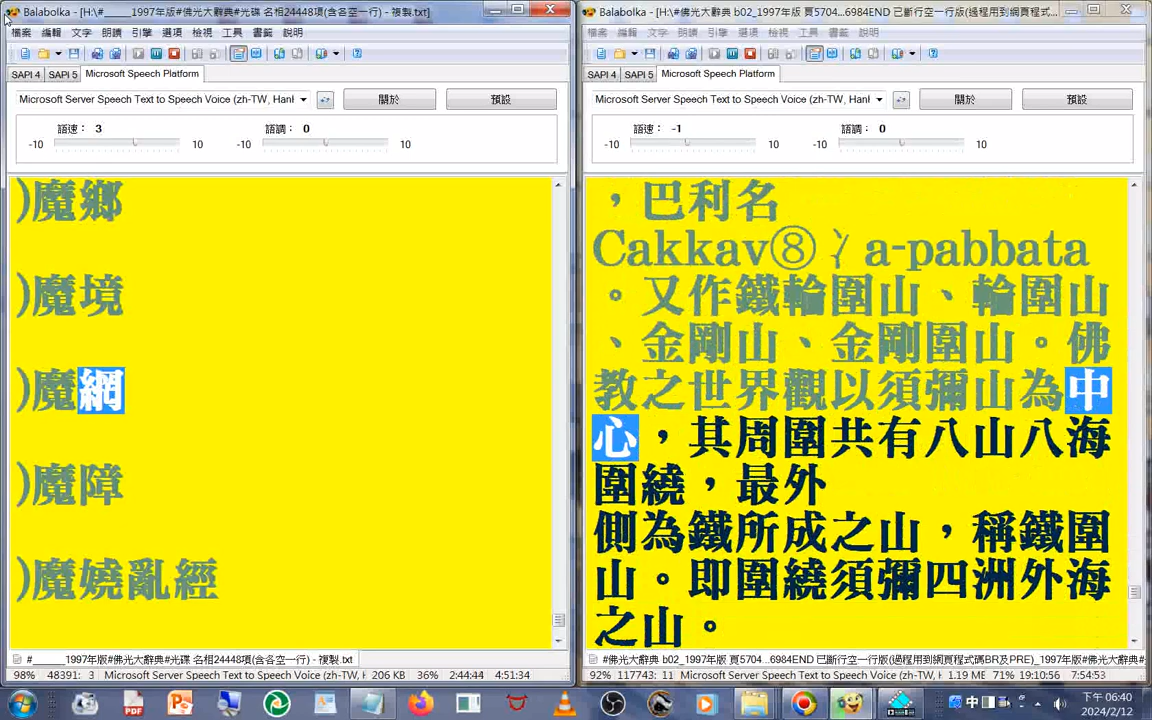 Balabolka - [H:\#_____1997年版#佛光大辭典#光碟 名相24448項(含各空一行) - 複製.txt]
檔案 編輯 文字 朗讀 引擎 選項 檢視 工具 書籤 說明
SAPI 4 SAPI 5 Microsoft Speech Platform
Microsoft Server Speech Text to Speech Voice (zh-TW, Hanl
關於
預設
語速： 3
語調： 0
-10 10 -10 10
)魔鄉
)魔境
)魔網
)魔障
)魔嬈亂經
#______1997年版#佛光大辭典#光碟 名相24448項(含各空一行) - 複製.txt
98% 48391: 3 Microsoft Server Speech Text to Speech Voice (zh-TW, H 206 KB 36% 2:44:44 4:51:34
Balabolka - [H:\#佛光大辭典 b02_1997年版 頁5704...6984END 已斷行空一行版(過程用到網頁程式...
檔案 編輯 文字 朗讀 引擎 選項 檢視 工具 書籤 說明
SAPI 4 SAPI 5 Microsoft Speech Platform
Microsoft Server Speech Text to Speech Voice (zh-TW, Hanl
關於
預設
語速： -1
語調： 0
-10 10 -10 10
，巴利名
Cakkav⑧冫a-pabbata
。又作鐵輪圍山、輪圍山
、金剛山、金剛圍山。佛
教之世界觀以須彌山為中
心，其周圍共有八山八海
圍繞，最外
側為鐵所成之山，稱鐵圍
山。即圍繞須彌四洲外海
之山。
#佛光大辭典 b02_1997年版 頁5704...6984END 已斷行空一行版(過程用到網頁程式碼BR及PRE)_1997年版#
92% 117743: 11 Microsoft Server Speech Text to Speech Voice (zh-TW, H 1.19 MB 71% 19:10:56 7:54:53
中
下午 06:40
2024/2/12